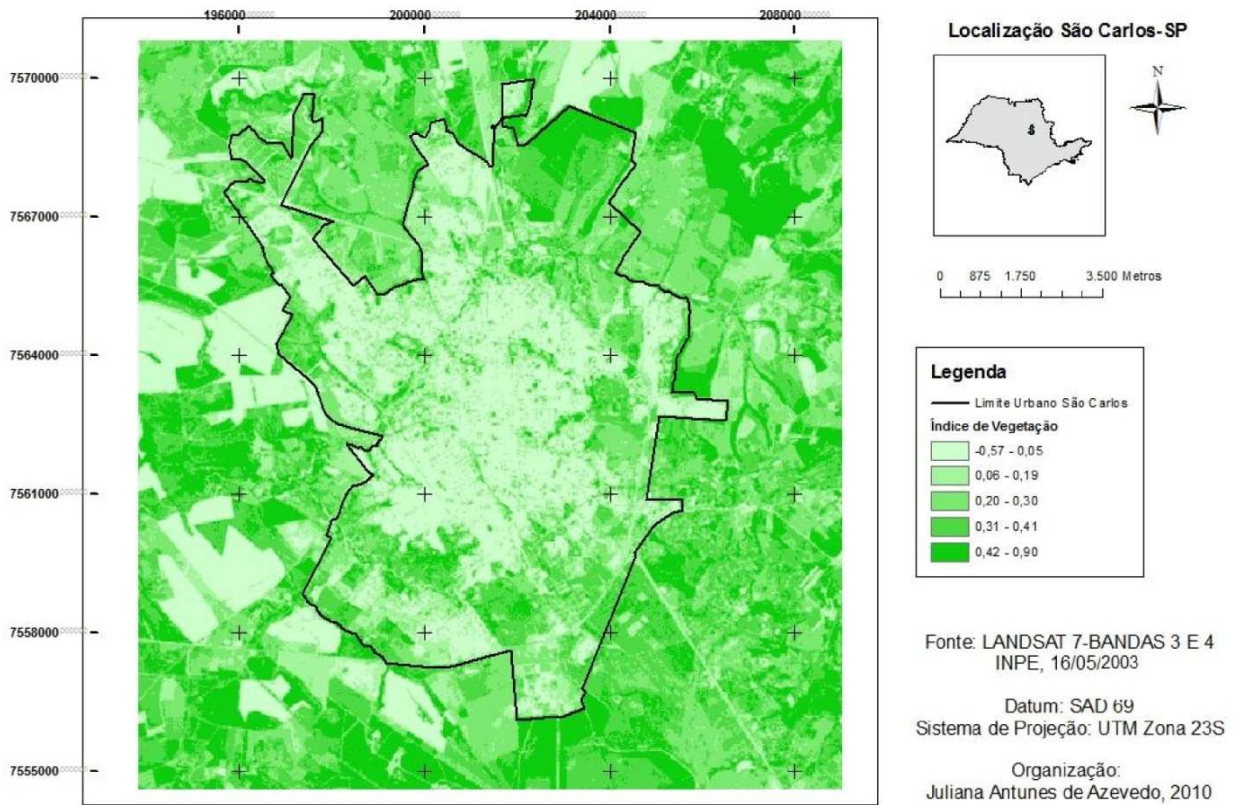 196000 200000 204000 208000
7570000
7567000
7564000
7561000
7558000
7555000
Localização São Carlos-SP
N
0 875 1.750 3.500 Metros
Legenda
Limite Urbano São Carlos
Índice de Vegetação
-0,57 - 0,05
0,06 - 0,19
0,20 - 0,30
0,31 - 0,41
0,42 - 0,90
Fonte: LANDSAT 7-BANDAS 3 E 4
INPE, 16/05/2003
Datum: SAD 69
Sistema de Projeção: UTM Zona 23S
Organização:
Juliana Antunes de Azevedo, 2010